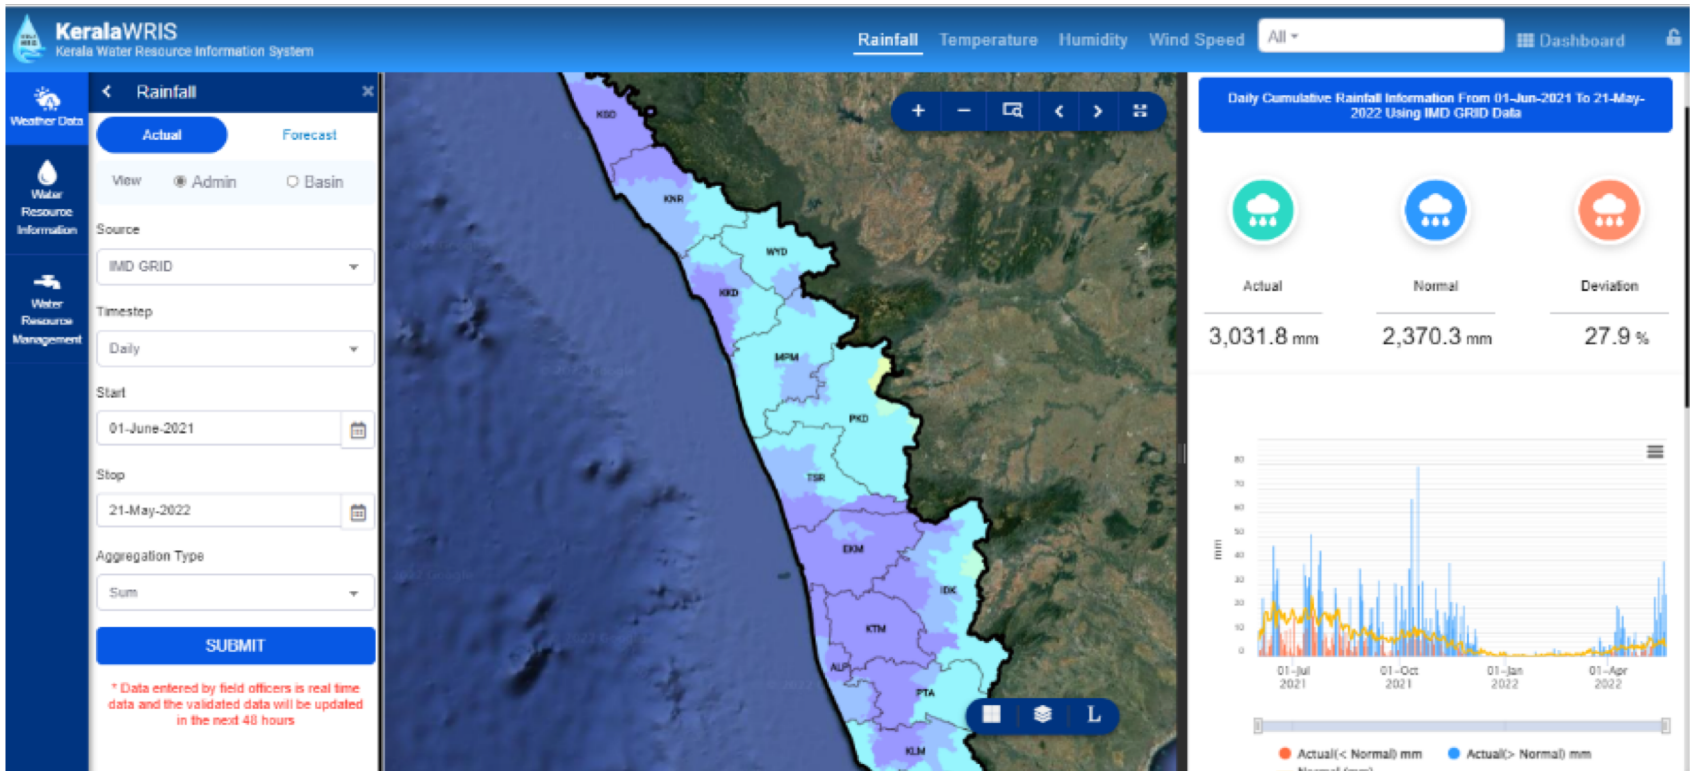 KeralaWRIS
Kerala Water Resource Information System
Rainfall Temperature Humidity Wind Speed All Dashboard
Weather Data
Water
Resource
Information
Water
Resource
Management
Rainfall ×
Actual Forecast
View Admin Basin
Source
IMD GRID
Timestep
Daily
Start
01-June-2021
Stop
21-May-2022
Aggregation Type
Sum
SUBMIT
* Data entered by field officers is real time
data and the validated data will be updated
in the next 48 hours
+ −
KSD
KNR
WYD
KKD
MPM
PKD
TSR
EKM
IDK
KTM
ALP
PTA
KLM
L
Daily Cumulative Rainfall Information From 01-Jun-2021 To 21-May-
2022 Using IMD GRID Data
Actual Normal Deviation
3,031.8 mm 2,370.3 mm 27.9 %
mm
80
70
60
50
40
30
20
10
0
01-Jul 01-Oct 01-Jan 01-Apr
2021 2021 2022 2022
Actual(< Normal) mm Actual(> Normal) mm
Normal (mm)